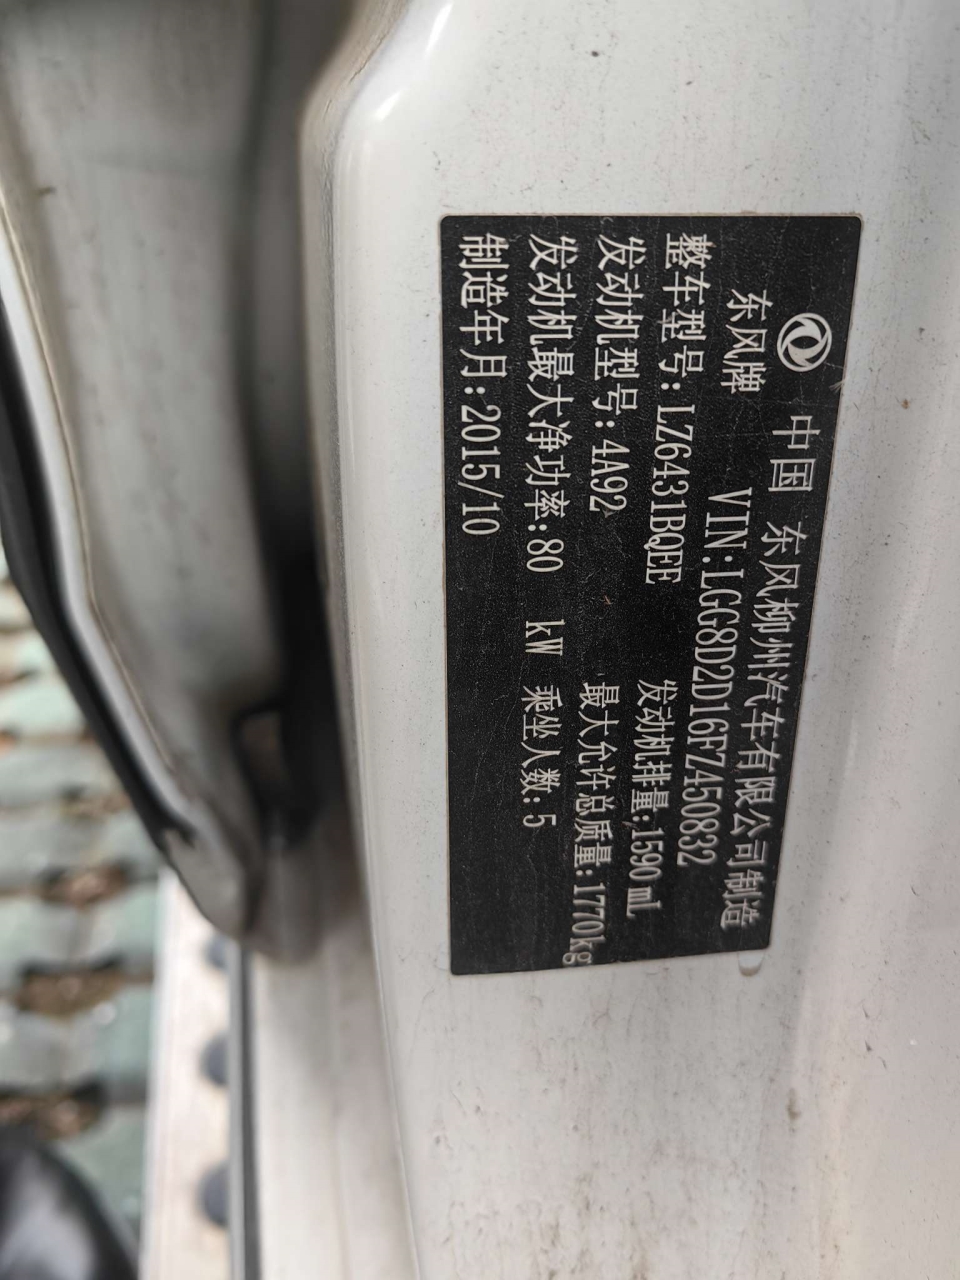 中国 东风柳州汽车有限公司制造
东风牌 VIN:LGG8D2D16FZ450832
整车型号:LZ6431BQEE 发动机排量:1590mL
发动机型号:4A92 最大允许总质量:1770kg
发动机最大净功率:80 kW 乘坐人数:5
制造年月:2015/10